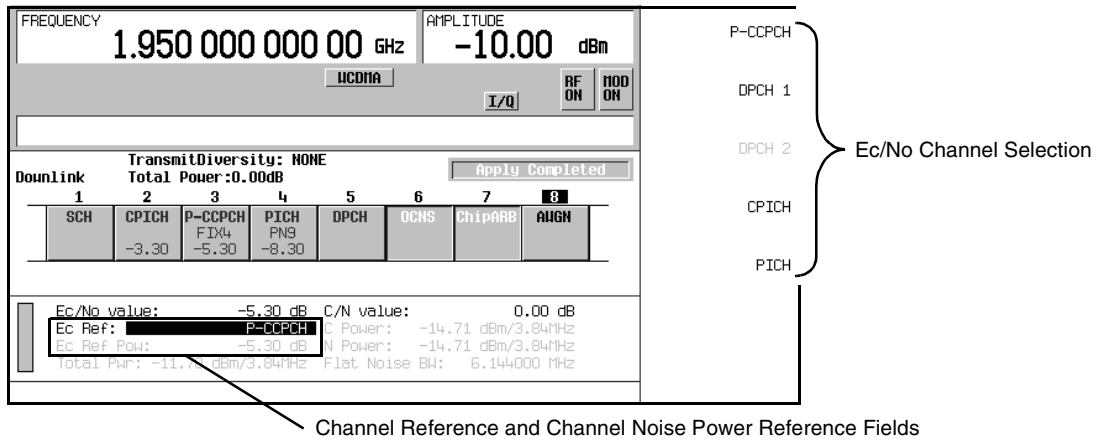 FREQUENCY
1.950 000 000 00 GHz
AMPLITUDE
-10.00 dBm
WCDMA
I/Q
RF ON
MOD ON
TransmitDiversity: NONE
Downlink Total Power:0.00dB
Apply Completed
1 2 3 4 5 6 7 8
SCH CPICH P-CCPCH PICH DPCH OCNS ChipARB AWGN
FIX4 PN9
-3.30 -5.30 -8.30
Ec/No value: -5.30 dB C/N value: 0.00 dB
Ec Ref: P-CCPCH C Power: -14.71 dBm/3.84MHz
Ec Ref Pow: -5.30 dB N Power: -14.71 dBm/3.84MHz
Total Pwr: dBm/3.84MHz Flat Noise BW: 6.144000 MHz
P-CCPCH
DPCH 1
DPCH 2
CPICH
PICH
Ec/No Channel Selection
Channel Reference and Channel Noise Power Reference Fields